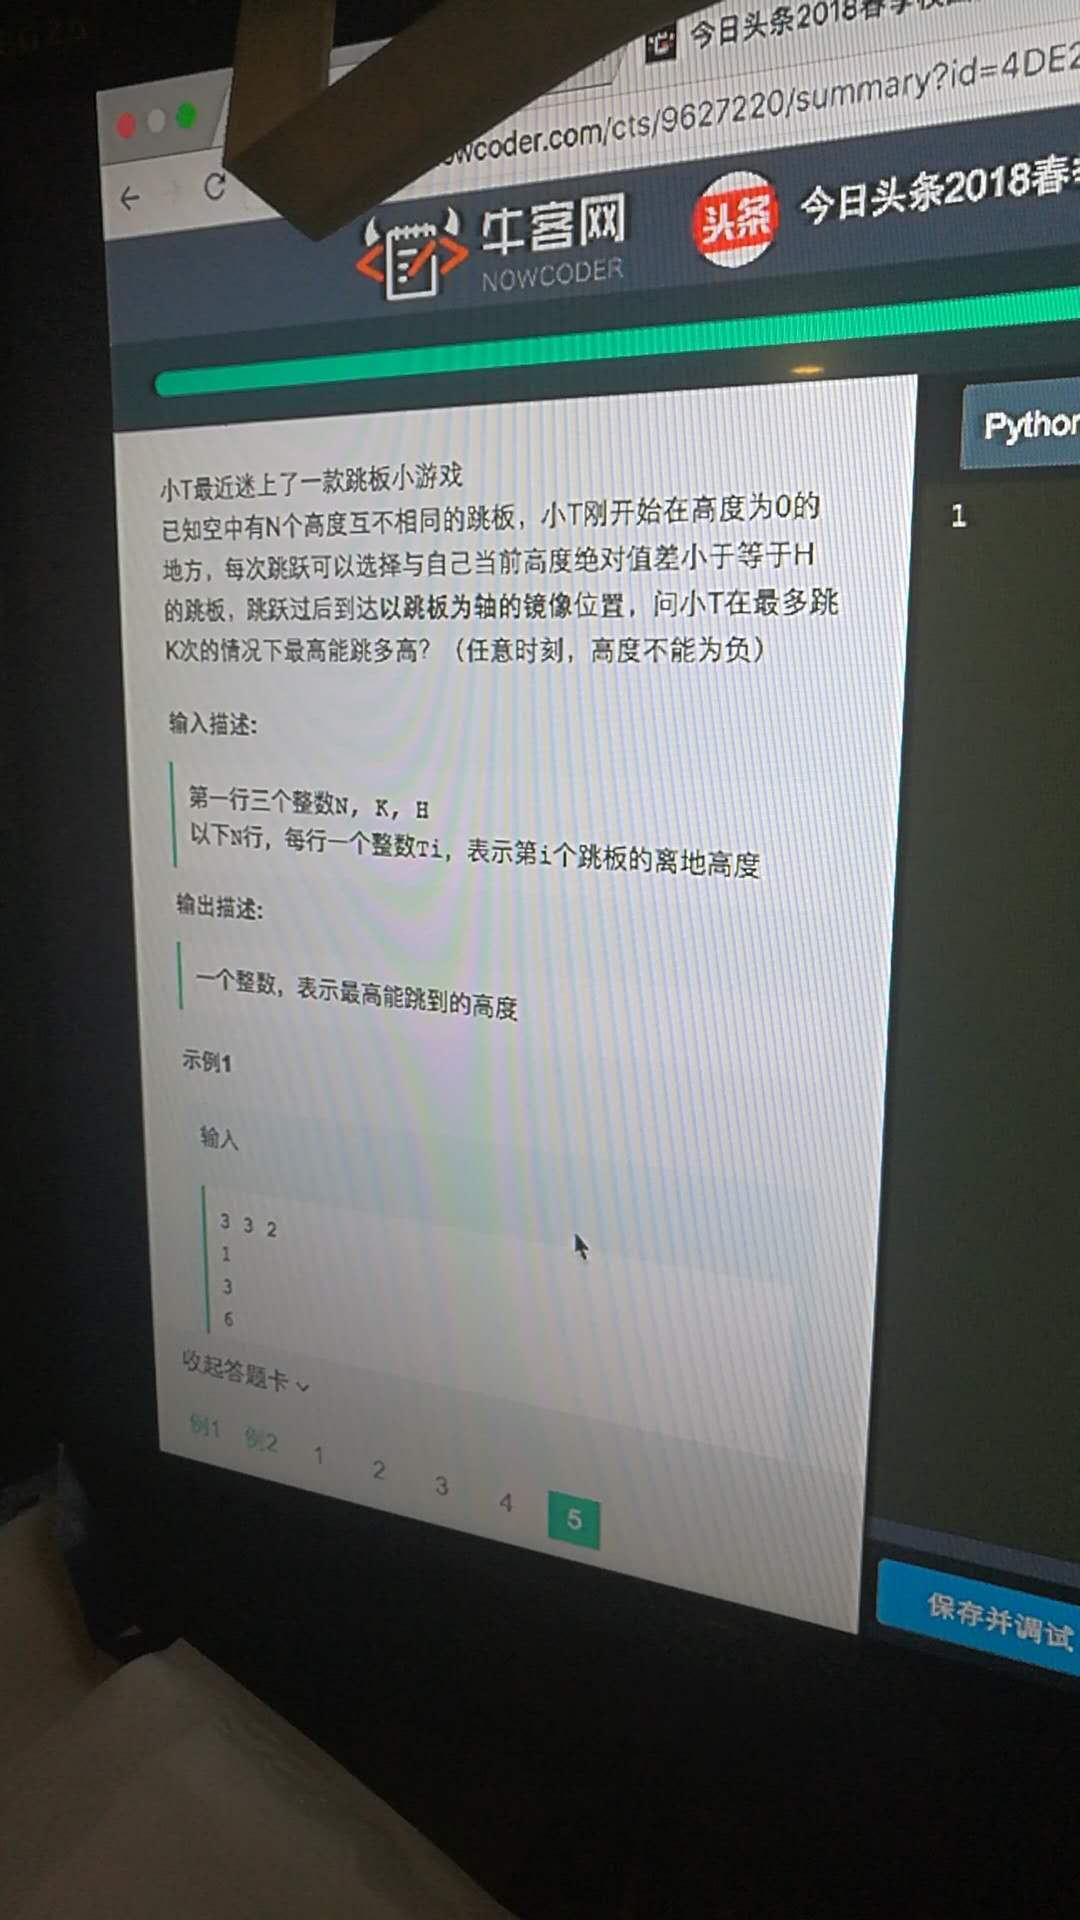 今日头条2018春季校
wcoder.com/cts/9627220/summary?id=4DE2
牛客网
NOWCODER
头条
今日头条2018春
Python
小T最近迷上了一款跳板小游戏
已知空中有N个高度互不相同的跳板，小T刚开始在高度为0的
地方，每次跳跃可以选择与自己当前高度绝对值差小于等于H
的跳板，跳跃过后到达以跳板为轴的镜像位置，问小T在最多跳
K次的情况下最高能跳多高？（任意时刻，高度不能为负）
1
输入描述:
第一行三个整数N, K, H
以下N行，每行一个整数Ti，表示第i个跳板的离地高度
输出描述:
一个整数，表示最高能跳到的高度
示例1
输入
3 3 2
1
3
6
收起答题卡
例1 例2 1 2 3 4 5
保存并调试